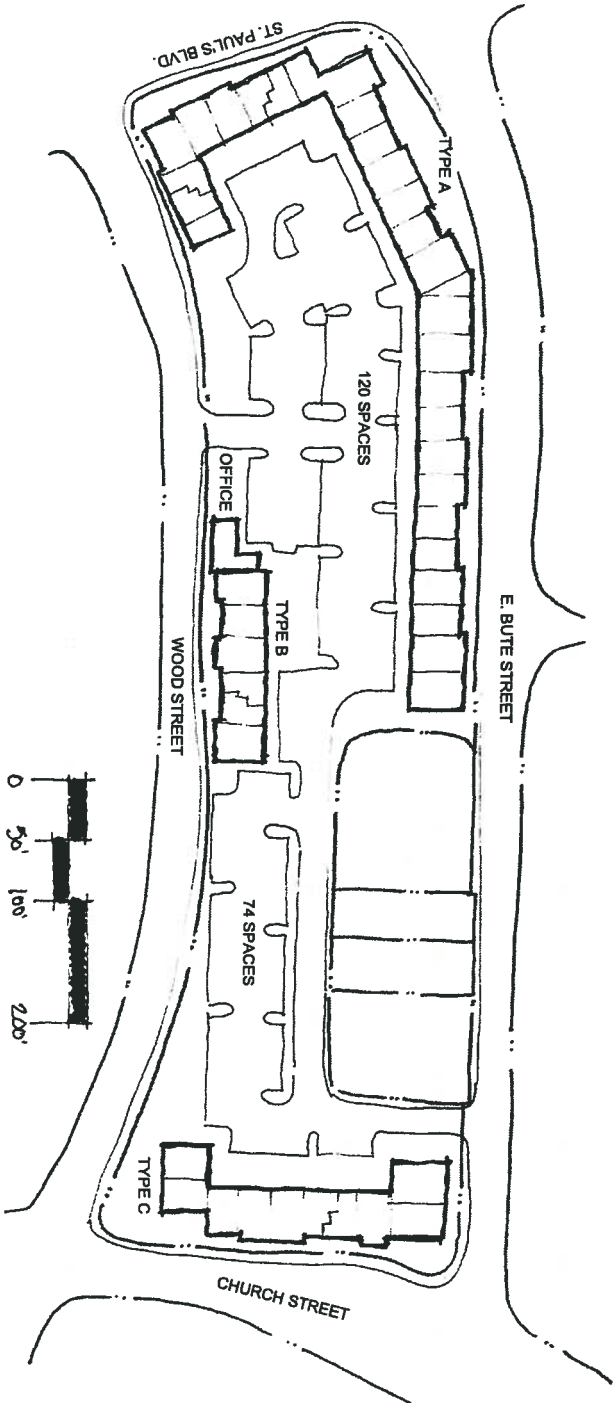 ST. PAUL'S BLVD.
TYPE A
120 SPACES
OFFICE
TYPE B
E. BUTE STREET
WOOD STREET
74 SPACES
TYPE C
CHURCH STREET
0
50'
100'
200'